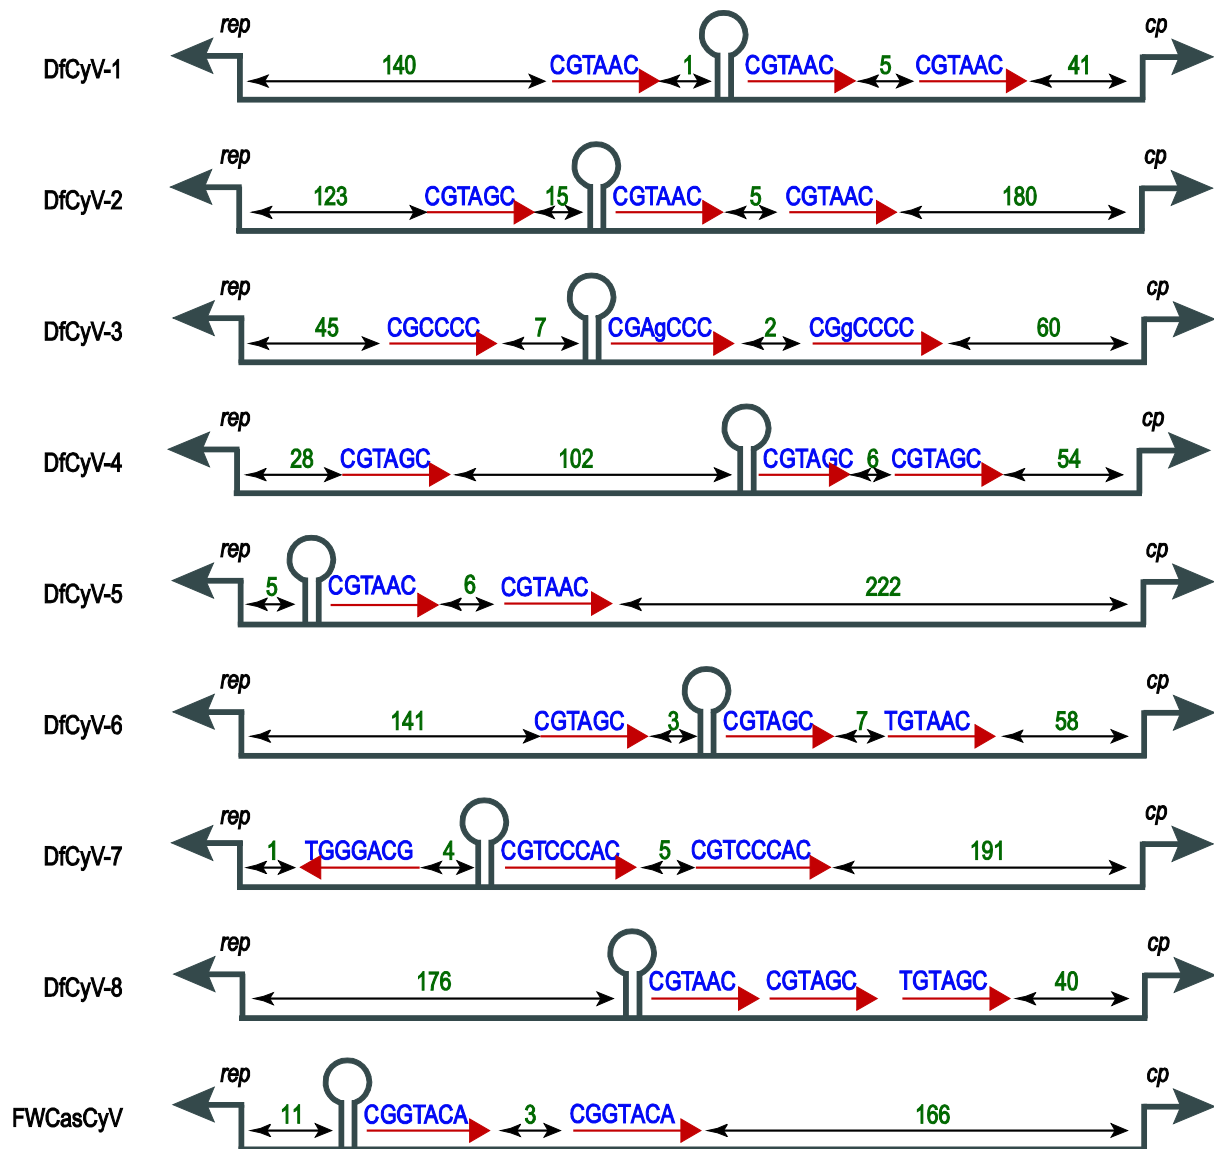 rep cp
DfCyV-1 140 CGTAAC 1 CGTAAC 5 CGTAAC 41
rep cp
DfCyV-2 123 CGTAGC 15 CGTAAC 5 CGTAAC 180
rep cp
DfCyV-3 45 CGCCCC 7 CGAgCCC 2 CGgCCCC 60
rep cp
DfCyV-4 28 CGTAGC 102 CGTAGC 6 CGTAGC 54
rep cp
DfCyV-5 5 CGTAAC 6 CGTAAC 222
rep cp
DfCyV-6 141 CGTAGC 3 CGTAGC 7 TGTAAC 58
rep cp
DfCyV-7 1 TGGGACG 4 CGTCCCAC 5 CGTCCCAC 191
rep cp
DfCyV-8 176 CGTAAC CGTAGC TGTAGC 40
rep cp
FWCasCyV 11 CGGTACA 3 CGGTACA 166